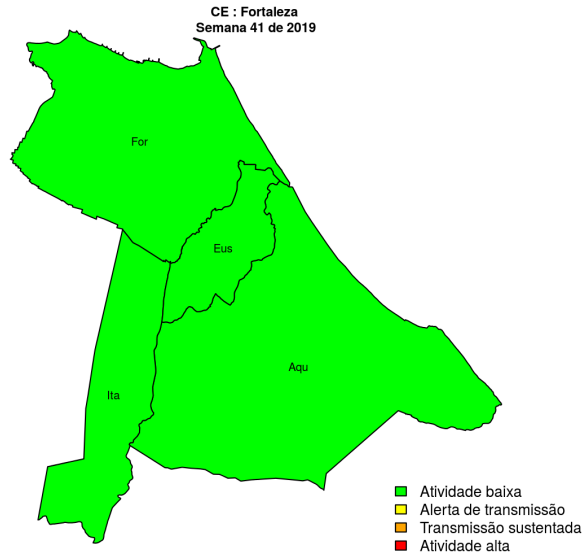 CE : Fortaleza
Semana 41 de 2019
For
Eus
Aqu
Ita
Atividade baixa
Alerta de transmissão
Transmissão sustentada
Atividade alta